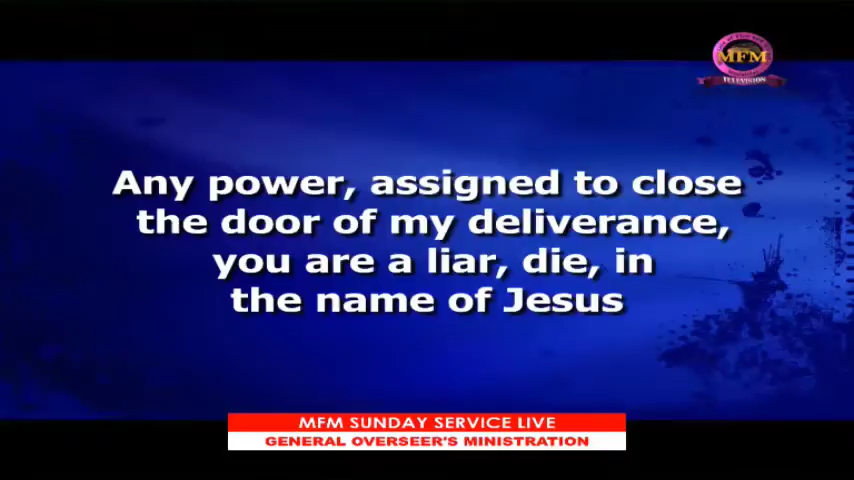 MFM
TELEVISION
Any power, assigned to close
the door of my deliverance,
you are a liar, die, in
the name of Jesus
MFM SUNDAY SERVICE LIVE
GENERAL OVERSEER'S MINISTRATION